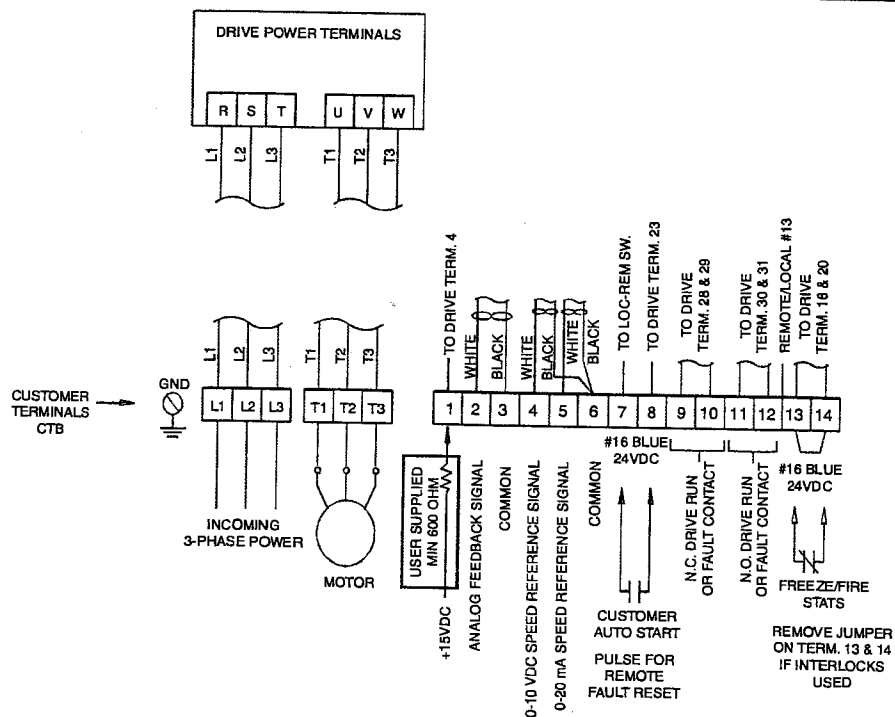 DRIVE POWER TERMINALS
R S T U V W
L1 L2 L3 T1 T2 T3
TO DRIVE TERM. 4
WHITE
BLACK
WHITE
BLACK
WHITE
BLACK
TO LOC-REM SW.
TO DRIVE TERM. 23
TO DRIVE
TERM. 28 & 29
TO DRIVE
TERM. 30 & 31
REMOTE/LOCAL #13
TO DRIVE
TERM. 16 & 20
L1 L2 L3 T1 T2 T3
CUSTOMER
TERMINALS
CTB
GND
L1 L2 L3 T1 T2 T3
1 2 3 4 5 6 7 8 9 10 11 12 13 14
INCOMING
3-PHASE POWER
MOTOR
USER SUPPLIED
MIN 600 OHM
+15VDC
ANALOG FEEDBACK SIGNAL
COMMON
0-10 VDC SPEED REFERENCE SIGNAL
0-20 mA SPEED REFERENCE SIGNAL
COMMON
#16 BLUE
24VDC
CUSTOMER
AUTO START
PULSE FOR
REMOTE
FAULT RESET
N.C. DRIVE RUN
OR FAULT CONTACT
N.O. DRIVE RUN
OR FAULT CONTACT
#16 BLUE
24VDC
FREEZE/FIRE
STATS
REMOVE JUMPER
ON TERM. 13 & 14
IF INTERLOCKS
USED